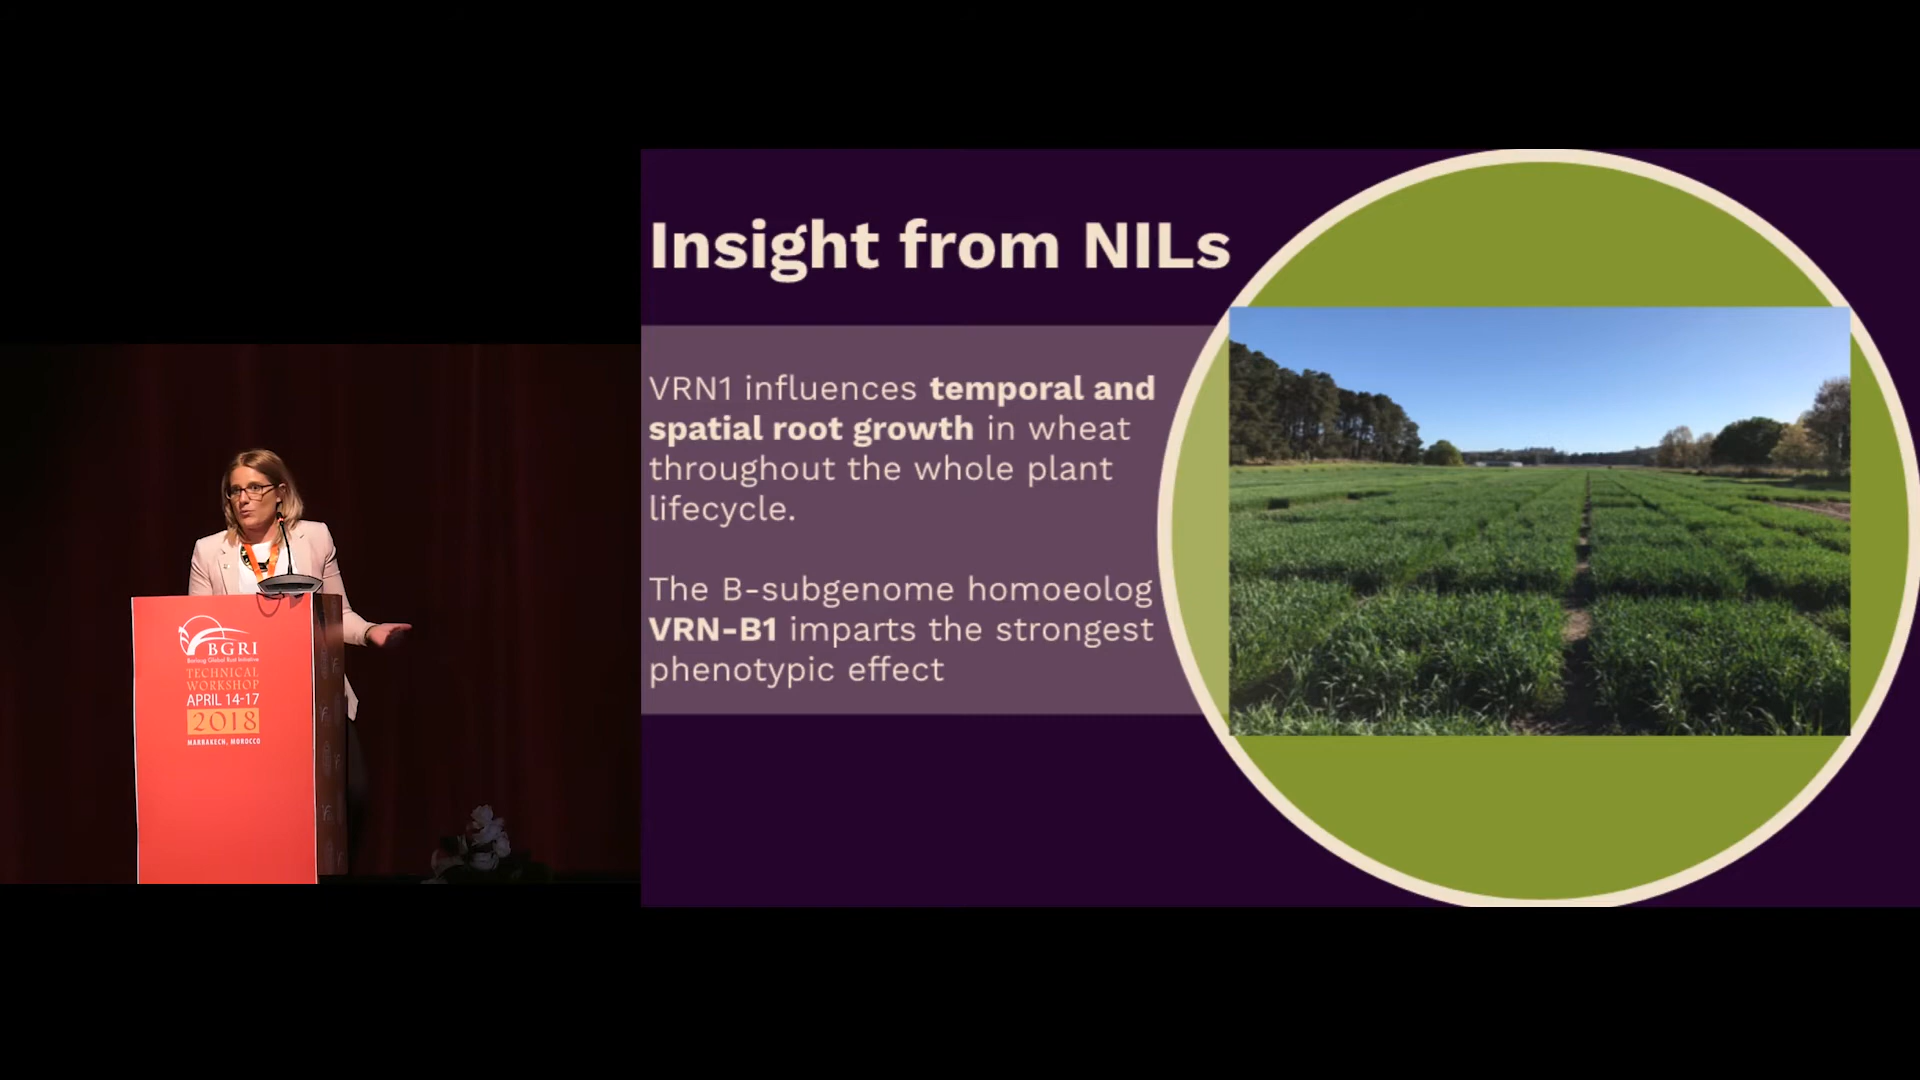 Insight from NILs
VRN1 influences temporal and
spatial root growth in wheat
throughout the whole plant
lifecycle.
The B-subgenome homoeolog
VRN-B1 imparts the strongest
phenotypic effect
BGRI
Borlaug Global Rust Initiative
TECHNICAL
WORKSHOP
APRIL 14-17
2018
MARRAKECH, MOROCCO